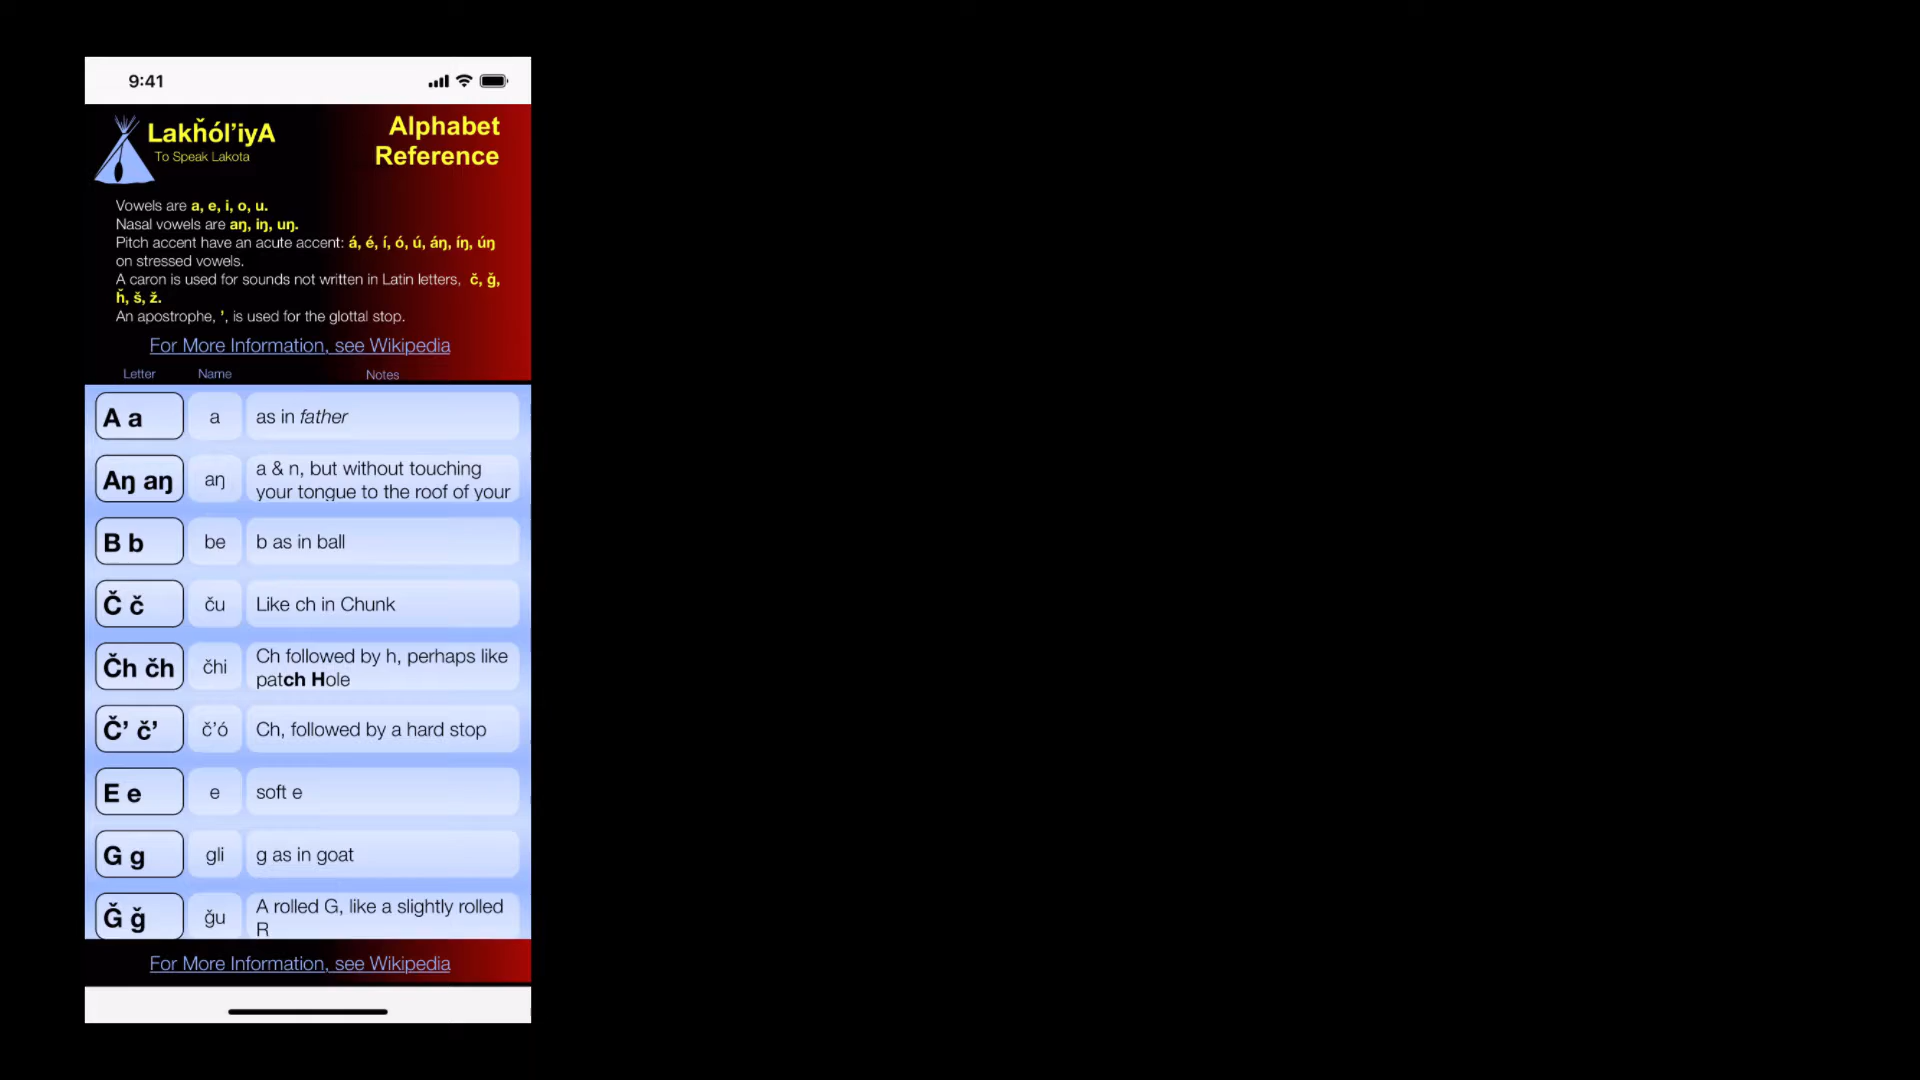 9:41
Lakȟól’iyA
To Speak Lakota
Alphabet
Reference
Vowels are a, e, i, o, u.
Nasal vowels are aŋ, iŋ, uŋ.
Pitch accent have an acute accent: á, é, í, ó, ú, áŋ, íŋ, úŋ
on stressed vowels.
A caron is used for sounds not written in Latin letters, č, ǧ,
ȟ, š, ž.
An apostrophe, ’, is used for the glottal stop.
For More Information, see Wikipedia
Letter Name Notes
A a a as in father
Aŋ aŋ aŋ a & n, but without touching
your tongue to the roof of your
B b be b as in ball
Č č ču Like ch in Chunk
Čh čh čhi Ch followed by h, perhaps like
patch Hole
Č’ č’ č’ó Ch, followed by a hard stop
E e e soft e
G g gli g as in goat
Ǧ ǧ ǧu A rolled G, like a slightly rolled
R
For More Information, see Wikipedia